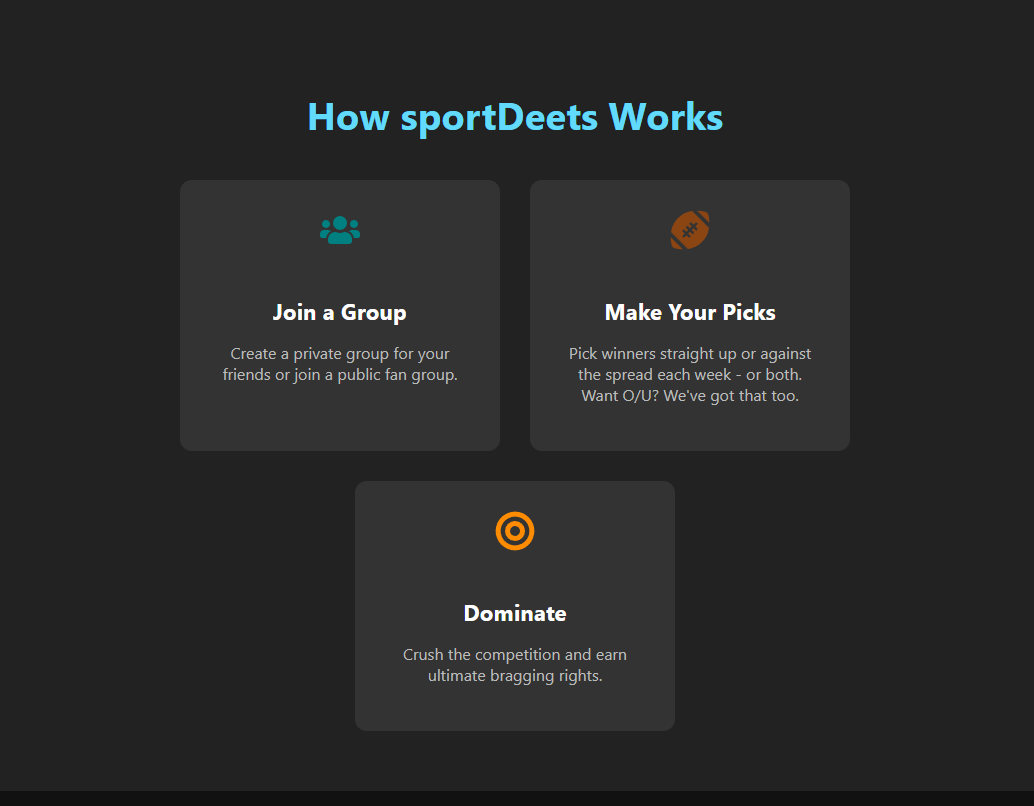 How sportDeets Works
Join a Group
Create a private group for your
friends or join a public fan group.
Make Your Picks
Pick winners straight up or against
the spread each week - or both.
Want O/U? We've got that too.
Dominate
Crush the competition and earn
ultimate bragging rights.